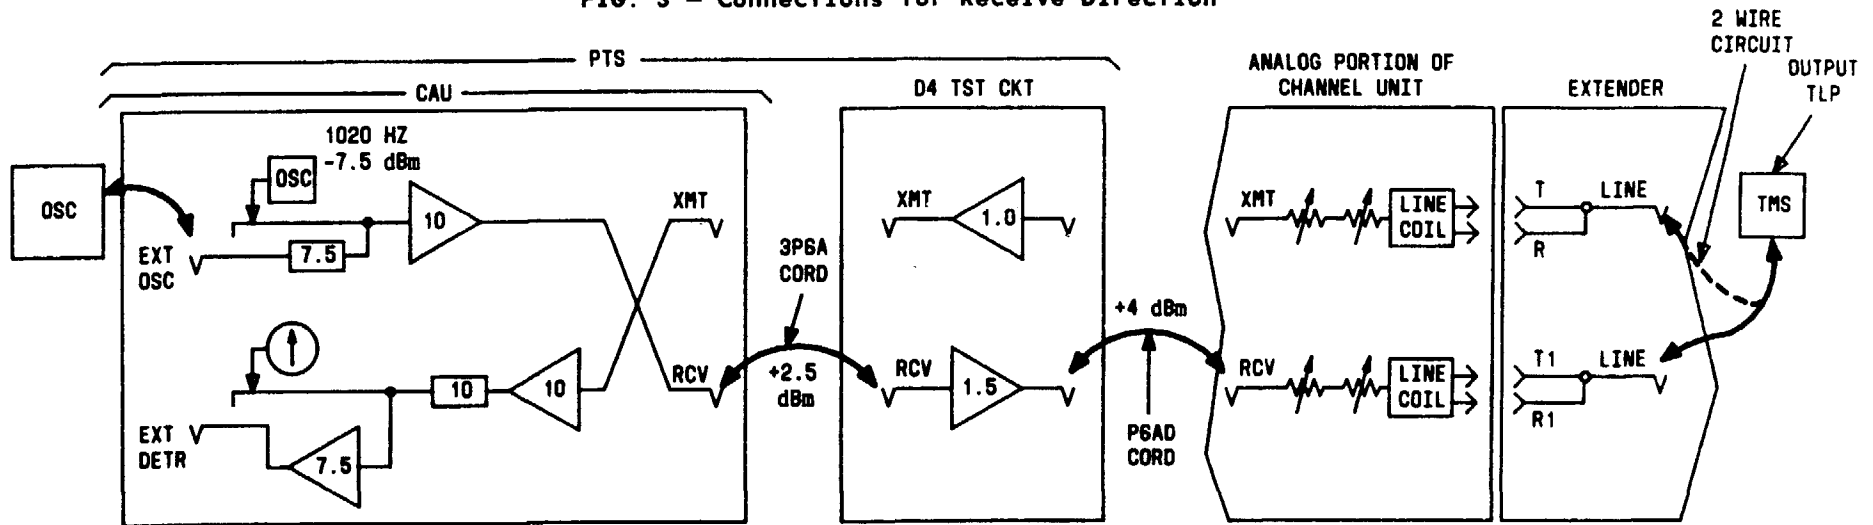 FIG. 3 — Connections for Receive Direction
2 WIRE
CIRCUIT
OUTPUT
TLP
PTS
CAU
D4 TST CKT
ANALOG PORTION OF
CHANNEL UNIT
EXTENDER
OSC
1020 HZ
-7.5 dBm
OSC
10
EXT
OSC
7.5
XMT
3P6A
CORD
XMT
1.0
XMT
LINE
COIL
T
R
LINE
TMS
10
10
RCV
+2.5
dBm
RCV
1.5
+4 dBm
P6AD
CORD
RCV
LINE
COIL
T1
R1
LINE
EXT
DETR
7.5